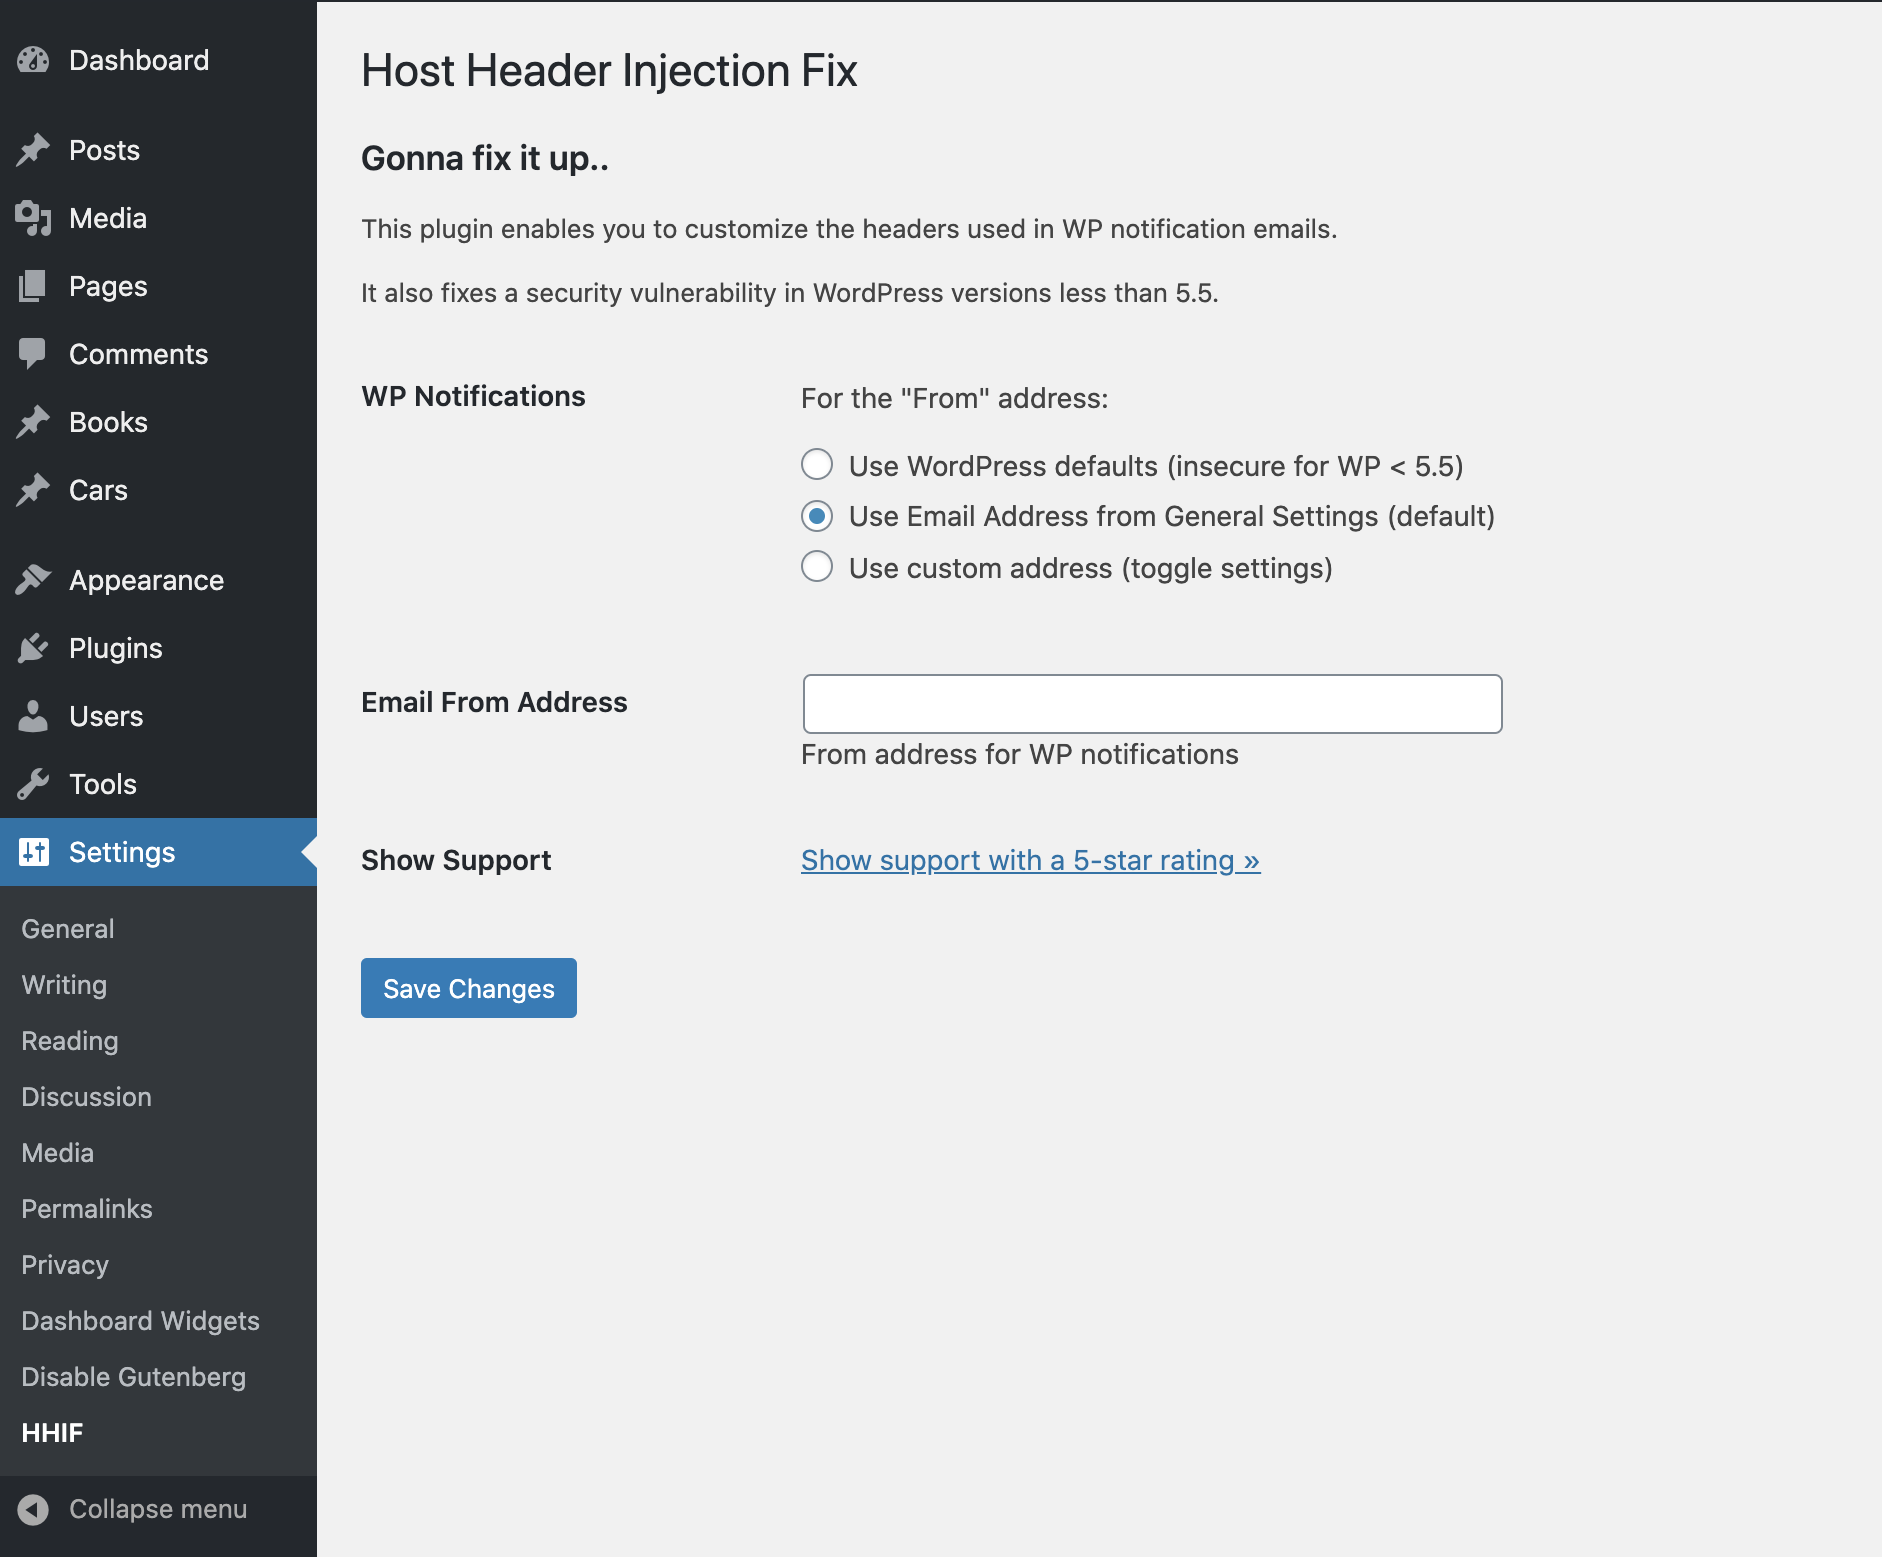 Dashboard
Posts
Media
Pages
Comments
Books
Cars
Appearance
Plugins
Users
Tools
Settings
General
Writing
Reading
Discussion
Media
Permalinks
Privacy
Dashboard Widgets
Disable Gutenberg
HHIF
Collapse menu
Host Header Injection Fix
Gonna fix it up..
This plugin enables you to customize the headers used in WP notification emails.
It also fixes a security vulnerability in WordPress versions less than 5.5.
WP Notifications
For the "From" address:
Use WordPress defaults (insecure for WP < 5.5)
Use Email Address from General Settings (default)
Use custom address (toggle settings)
Email From Address
From address for WP notifications
Show Support
Show support with a 5-star rating »
Save Changes